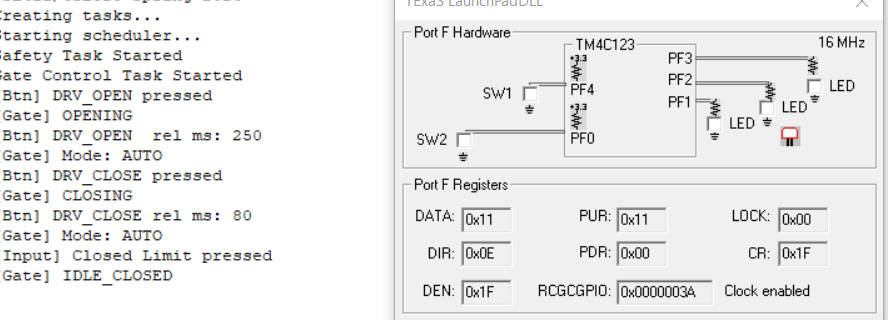 Creating tasks...
Starting scheduler...
Safety Task Started
Gate Control Task Started
[Btn] DRV_OPEN pressed
[Gate] OPENING
[Btn] DRV_OPEN  rel ms: 250
[Gate] Mode: AUTO
[Btn] DRV_CLOSE pressed
[Gate] CLOSING
[Btn] DRV_CLOSE rel ms: 80
[Gate] Mode: AUTO
[Input] Closed Limit pressed
[Gate] IDLE_CLOSED
TExaS LaunchPadDLL
Port F Hardware
TM4C123
16 MHz
+3.3
PF4
SW1
+3.3
PF0
SW2
PF3
PF2
PF1
LED
LED
LED
Port F Registers
DATA: 0x11 PUR: 0x11 LOCK: 0x00
DIR: 0x0E PDR: 0x00 CR: 0x1F
DEN: 0x1F RCGCGPIO: 0x0000003A Clock enabled